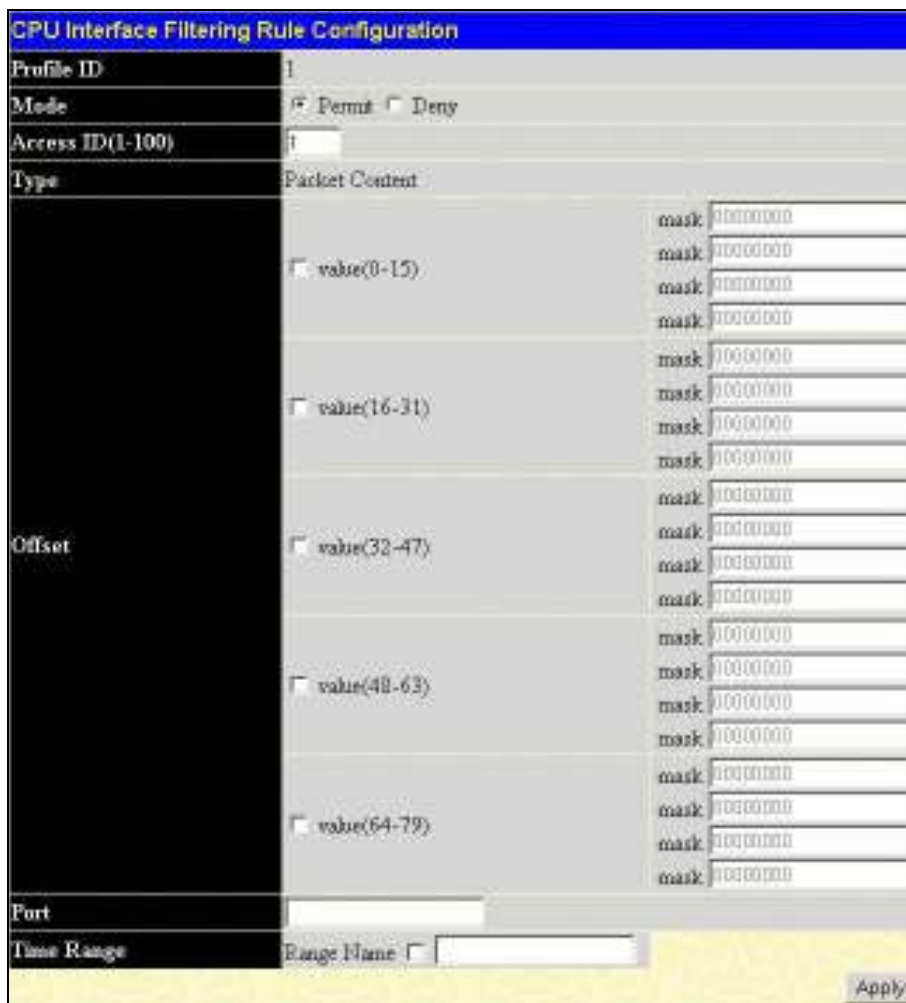 CPU Interface Filtering Rule Configuration
Profile ID 1
Mode Permit Deny
Access ID(1-100) 1
Type Packet Content
Offset
value(0-15)
mask 00000000
mask 00000000
mask 00000000
mask 00000000
value(16-31)
mask 00000000
mask 00000000
mask 00000000
mask 00000000
value(32-47)
mask 00000000
mask 00000000
mask 00000000
mask 00000000
value(48-63)
mask 00000000
mask 00000000
mask 00000000
mask 00000000
value(64-79)
mask 00000000
mask 00000000
mask 00000000
mask 00000000
Port
Time Range Range Name
Apply